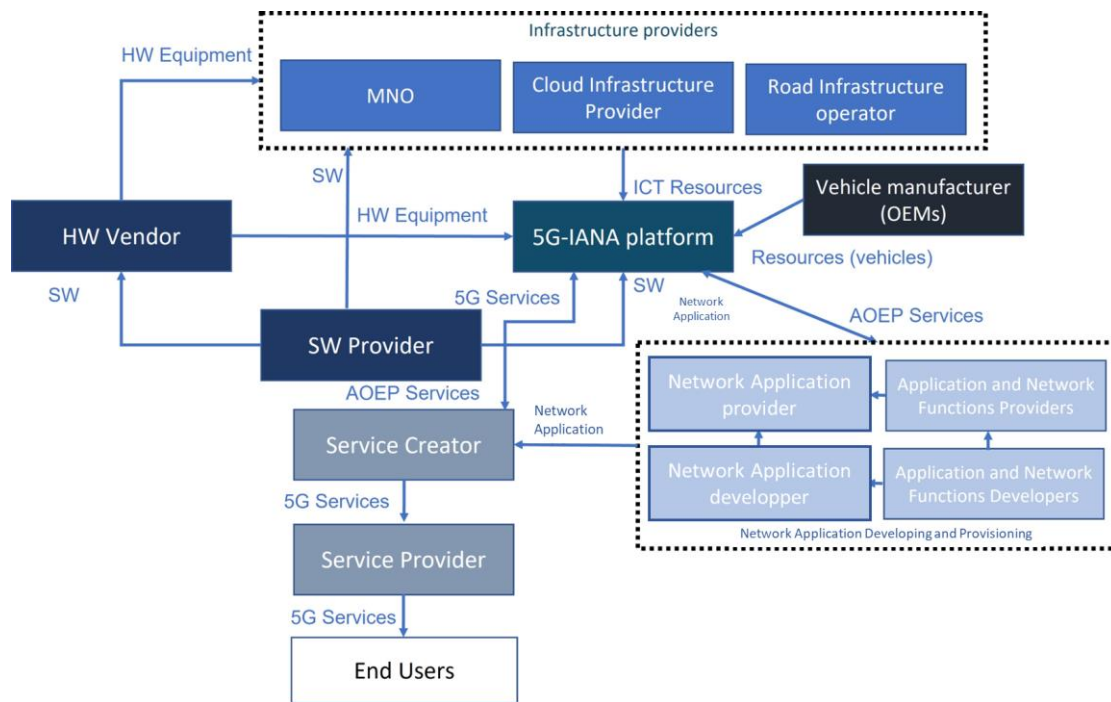 Infrastructure providers
HW Equipment
MNO
Cloud Infrastructure
Provider
Road Infrastructure
operator
SW
ICT Resources
Vehicle manufacturer
(OEMs)
HW Vendor
HW Equipment
5G-IANA platform
Resources (vehicles)
SW
5G Services
SW
Network
Application
AOEP Services
SW Provider
AOEP Services
Network
Application
Network Application
provider
Application and Network
Functions Providers
Service Creator
Network Application
developper
Application and Network
Functions Developers
5G Services
Network Application Developing and Provisioning
Service Provider
5G Services
End Users